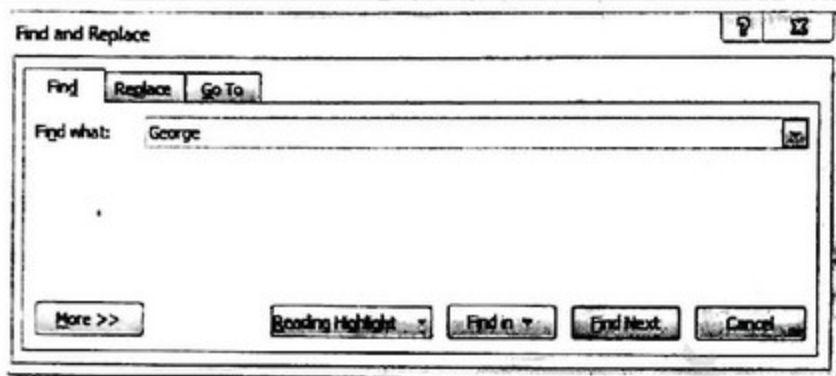 Find and Replace ? X
Find Replace Go To
Find what: George
More >> Reading Highlight Find in Find Next Cancel